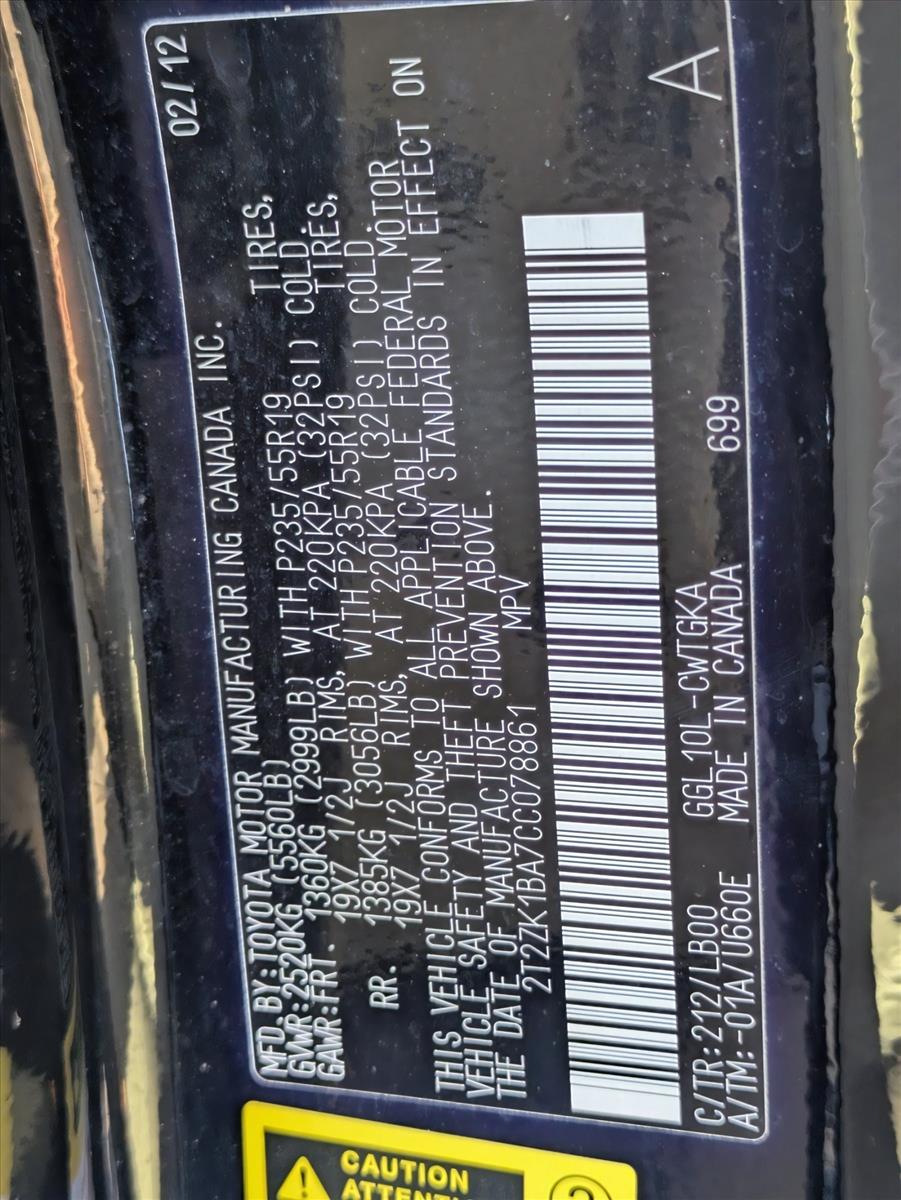 02/12
MFD. BY: TOYOTA MOTOR MANUFACTURING CANADA INC.
GVWR:2520KG (5560LB)
GAWR:FRT. 1360KG (2999LB) WITH P235/55R19 TIRES,
19X7 1/2J RIMS, AT 220KPA (32PSI) COLD.
RR. 1385KG (3056LB) WITH P235/55R19 TIRES,
19X7 1/2J RIMS, AT 220KPA (32PSI) COLD.
THIS VEHICLE CONFORMS TO ALL APPLICABLE FEDERAL MOTOR
VEHICLE SAFETY AND THEFT PREVENTION STANDARDS IN EFFECT ON
THE DATE OF MANUFACTURE SHOWN ABOVE.
2T2ZK1BA7CC078861 MPV
C/TR:212/LB00 GGL10L-CWTGKA
A/TM:-01A/U660E MADE IN CANADA 699 A
CAUTION